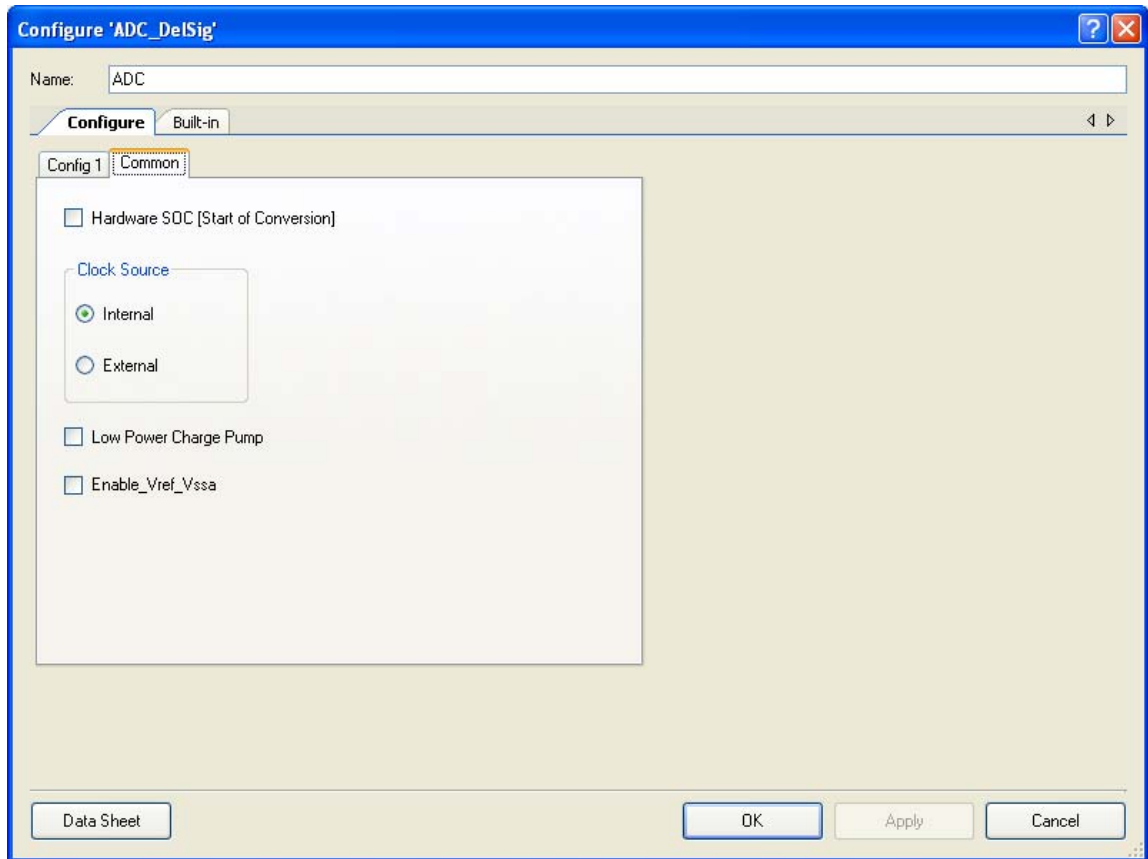 Configure 'ADC_DelSig'
Name: ADC
Configure Built-in
Config 1 Common
Hardware SOC [Start of Conversion]
Clock Source
Internal
External
Low Power Charge Pump
Enable_Vref_Vssa
Data Sheet OK Apply Cancel